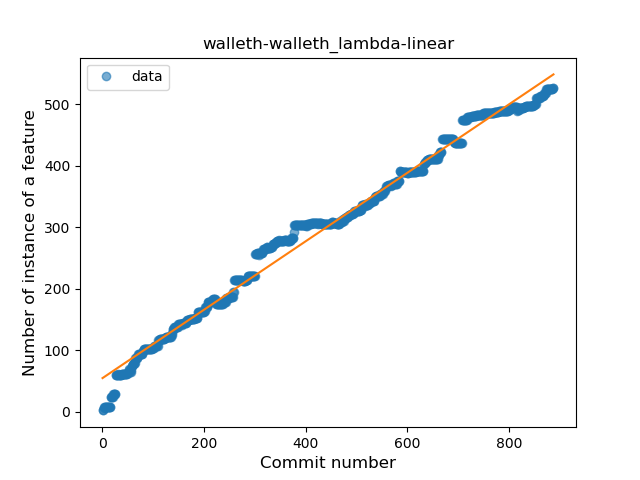 walleth-walleth_lambda-linear
data
Number of instance of a feature
500
400
300
200
100
0
0 200 400 600 800
Commit number